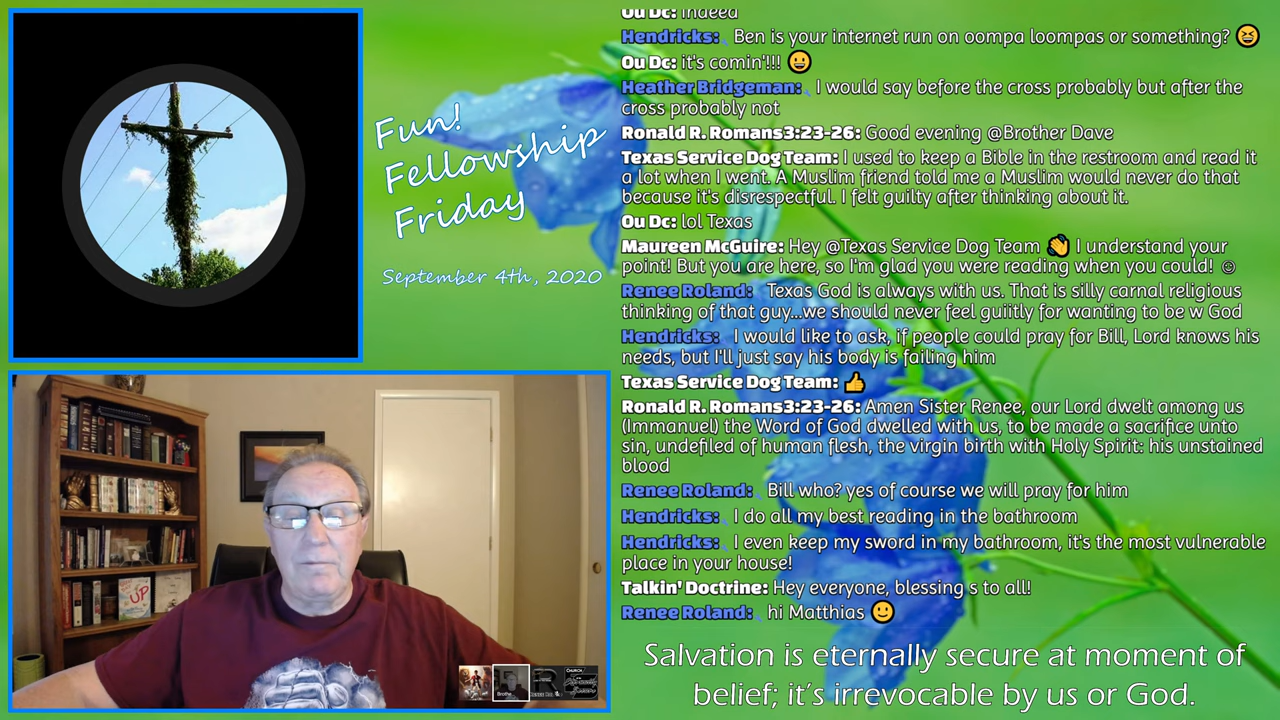 Fun!
Fellowship
Friday
September 4th, 2020
Ou Dc: indeed
Hendricks: Ben is your internet run on oompa loompas or something? 😆
Ou Dc: it's comin'!!! 😀
Heather Bridgeman: I would say before the cross probably but after the
cross probably not
Ronald R. Romans3:23-26: Good evening @Brother Dave
Texas Service Dog Team: I used to keep a Bible in the restroom and read it
a lot when I went. A Muslim friend told me a Muslim would never do that
because it's disrespectful. I felt guilty after thinking about it.
Ou Dc: lol Texas
Maureen McGuire: Hey @Texas Service Dog Team 👋 I understand your
point! But you are here, so I'm glad you were reading when you could! ☺
Renee Roland: Texas God is always with us. That is silly carnal religious
thinking of that guy...we should never feel guiitly for wanting to be w God
Hendricks: I would like to ask, if people could pray for Bill, Lord knows his
needs, but I'll just say his body is failing him
Texas Service Dog Team: 👍
Ronald R. Romans3:23-26: Amen Sister Renee, our Lord dwelt among us
(Immanuel) the Word of God dwelled with us, to be made a sacrifice unto
sin, undefiled of human flesh, the virgin birth with Holy Spirit: his unstained
blood
Renee Roland: Bill who? yes of course we will pray for him
Hendricks: I do all my best reading in the bathroom
Hendricks: I even keep my sword in my bathroom, it's the most vulnerable
place in your house!
Talkin' Doctrine: Hey everyone, blessing s to all!
Renee Roland: hi Matthias 🙂
UP
Brothe...
CHURCH
Salvation is eternally secure at moment of
belief; it's irrevocable by us or God.